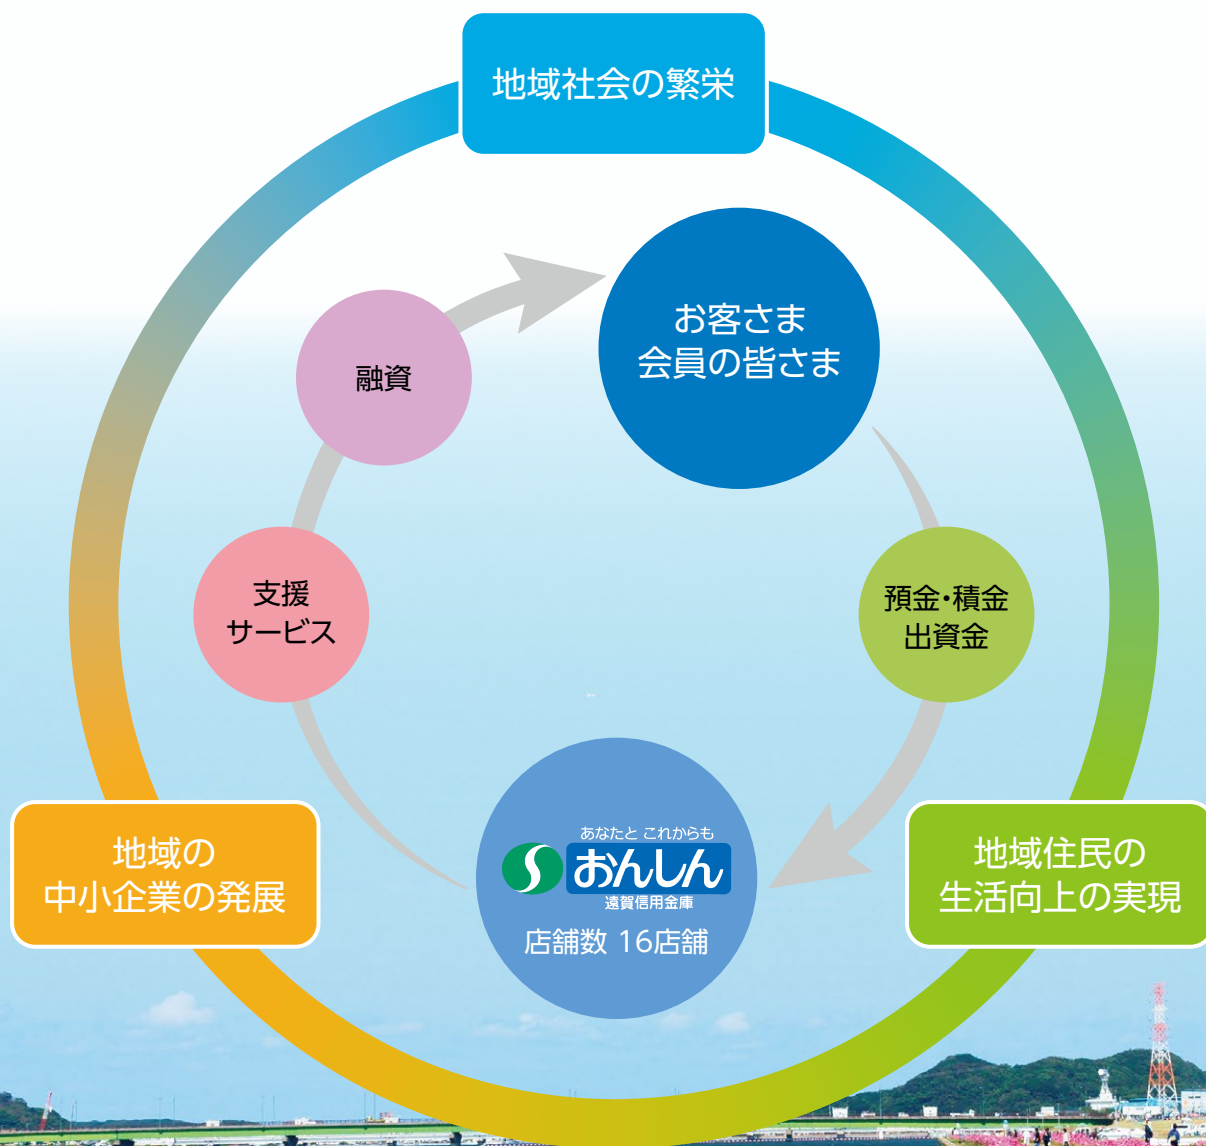 地域社会の繁栄
お客さま
会員の皆さま
融資
支援
サービス
預金・積金
出資金
あなたと これからも
おんしん
遠賀信用金庫
店舗数 16店舗
地域の
中小企業の発展
地域住民の
生活向上の実現